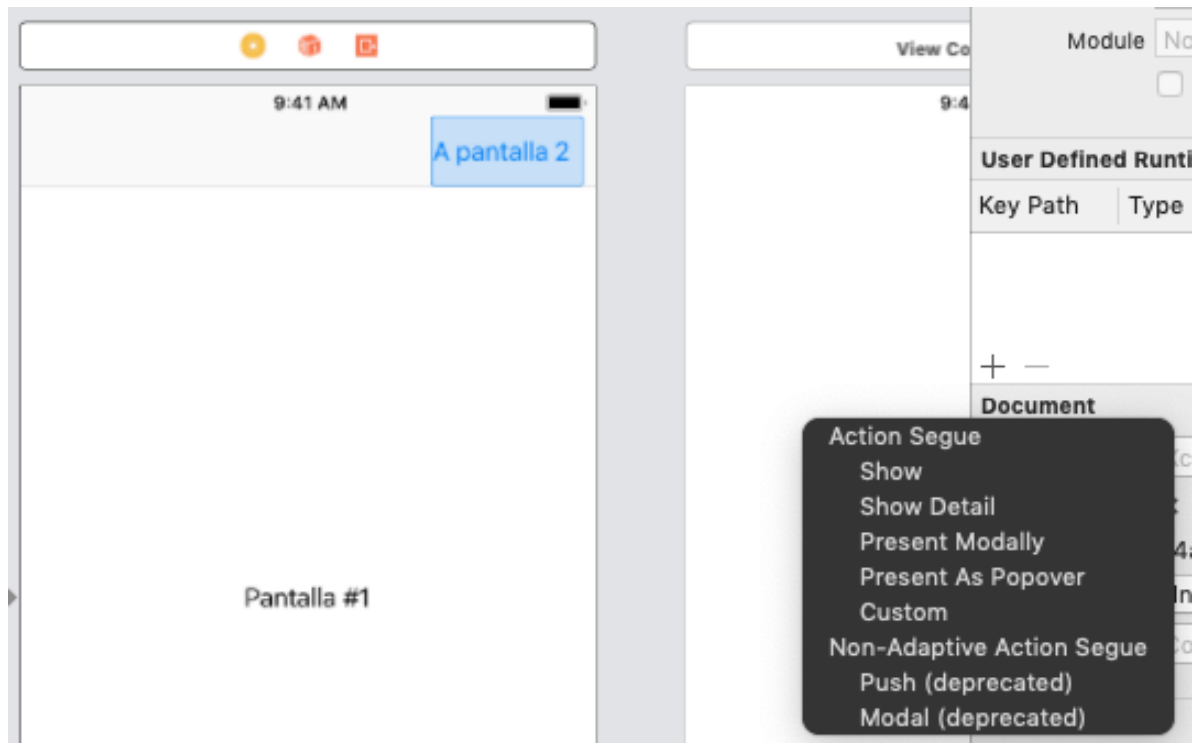 View Co
Module No
9:41 AM
9:4
A pantalla 2
User Defined Runti
Key Path Type
+ —
Document
Action Segue
Show
Show Detail
Present Modally
Present As Popover
Custom
Non-Adaptive Action Segue
Push (deprecated)
Modal (deprecated)
Pantalla #1